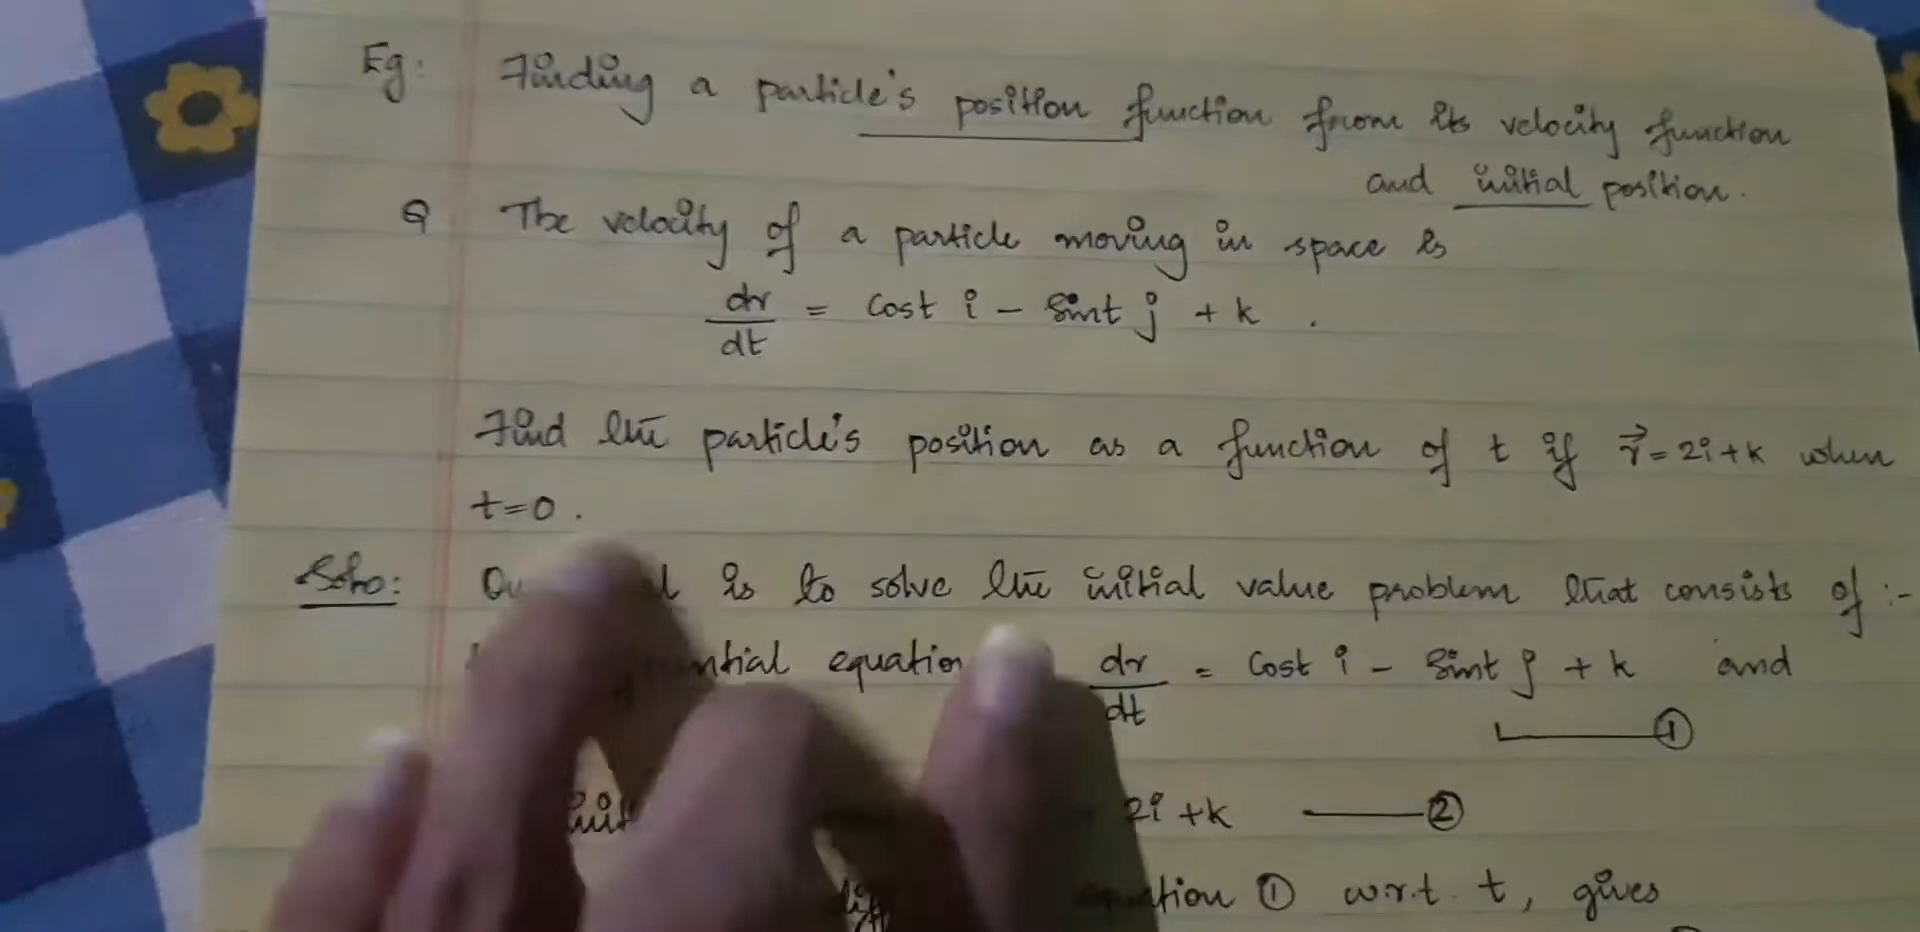 Eg: Finding a particle's position function from its velocity function
and initial position.
Q The velocity of a particle moving in space is
dr/dt = cost i - sint j + k .
Find the particle's position as a function of t if r⃗ = 2i + k when
t=0.
Soln: is to solve the initial value problem that consists of :-
equation dr/dt = cost i - sint j + k and
①
2i + k ②
equation ① w.r.t. t, gives